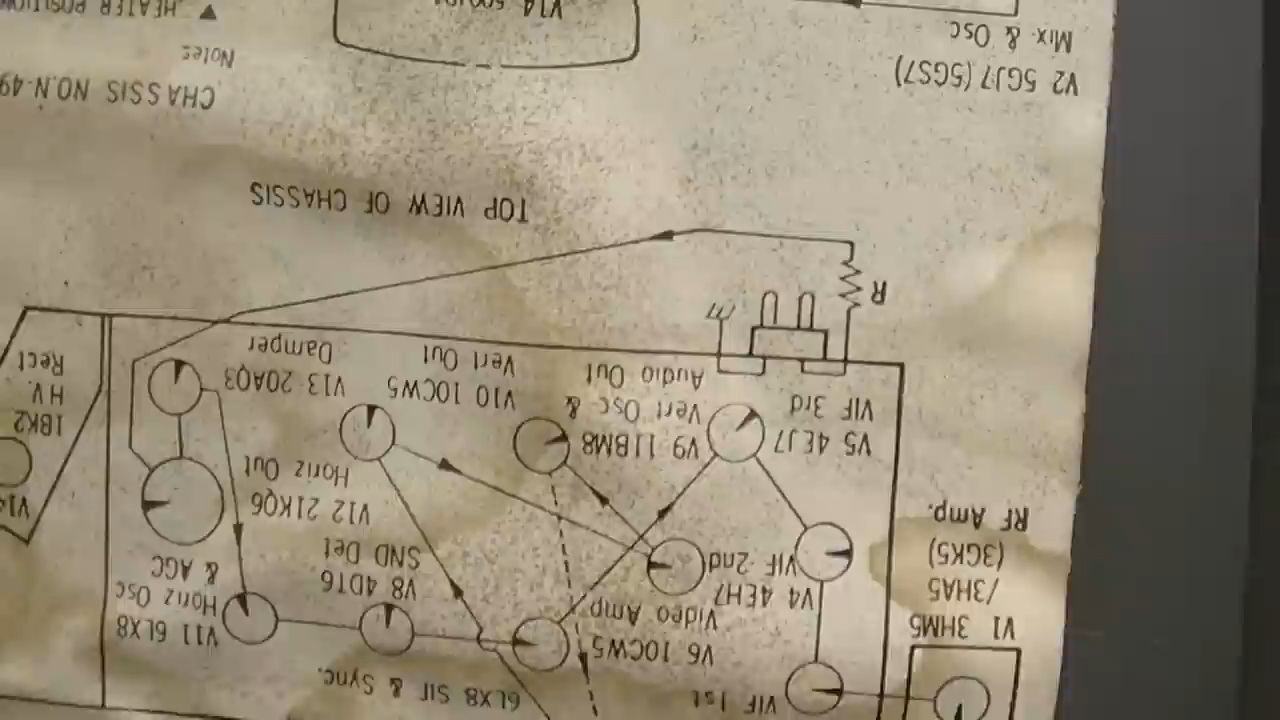 V1 3HM5
/3HA5
(3GK5)
RF Amp.
VIF 1st
6LX8 SIF & Sync.
V6 10CW5
Video Amp
V4 4EH7
VIF 2nd
V8 4DT6
SND Det
V11 6LX8
Horiz Osc
& AGC
V12 21KQ6
Horiz Out
V5 4EJ7
VIF 3rd
V9 11BM8
Vert Osc &
Audio Out
V10 10CW5
Vert Out
V13 20AQ3
Damper
1BK2
H.V.
Rect
R
TOP VIEW OF CHASSIS
V2 5GJ7 (5GS7)
Mix & Osc
CHASSIS NO.N-49
Notes
▲ HEATER POSITION